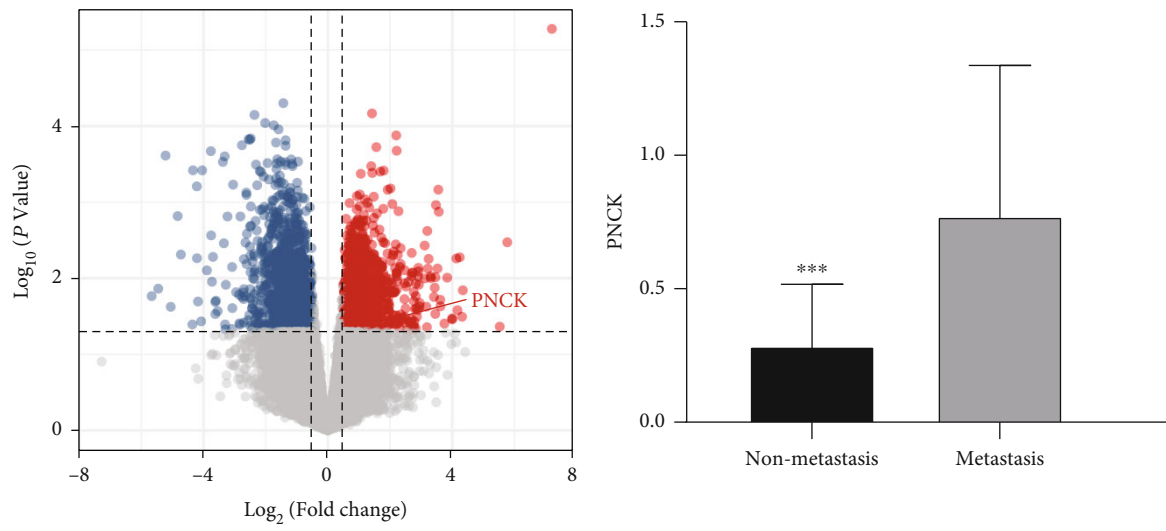 4
2
0
Log10 (P Value)
PNCK
−8
−4
0
4
8
Log2 (Fold change)
1.5
1.0
0.5
0.0
PNCK
***
Non-metastasis
Metastasis